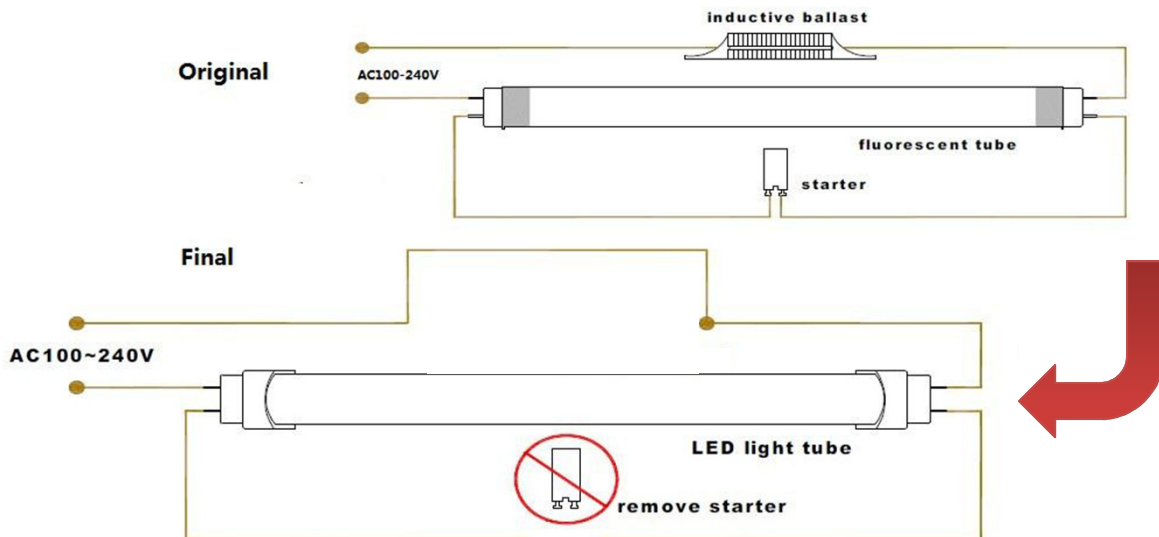 inductive ballast
Original
AC100-240V
fluorescent tube
starter
Final
AC100~240V
LED light tube
remove starter